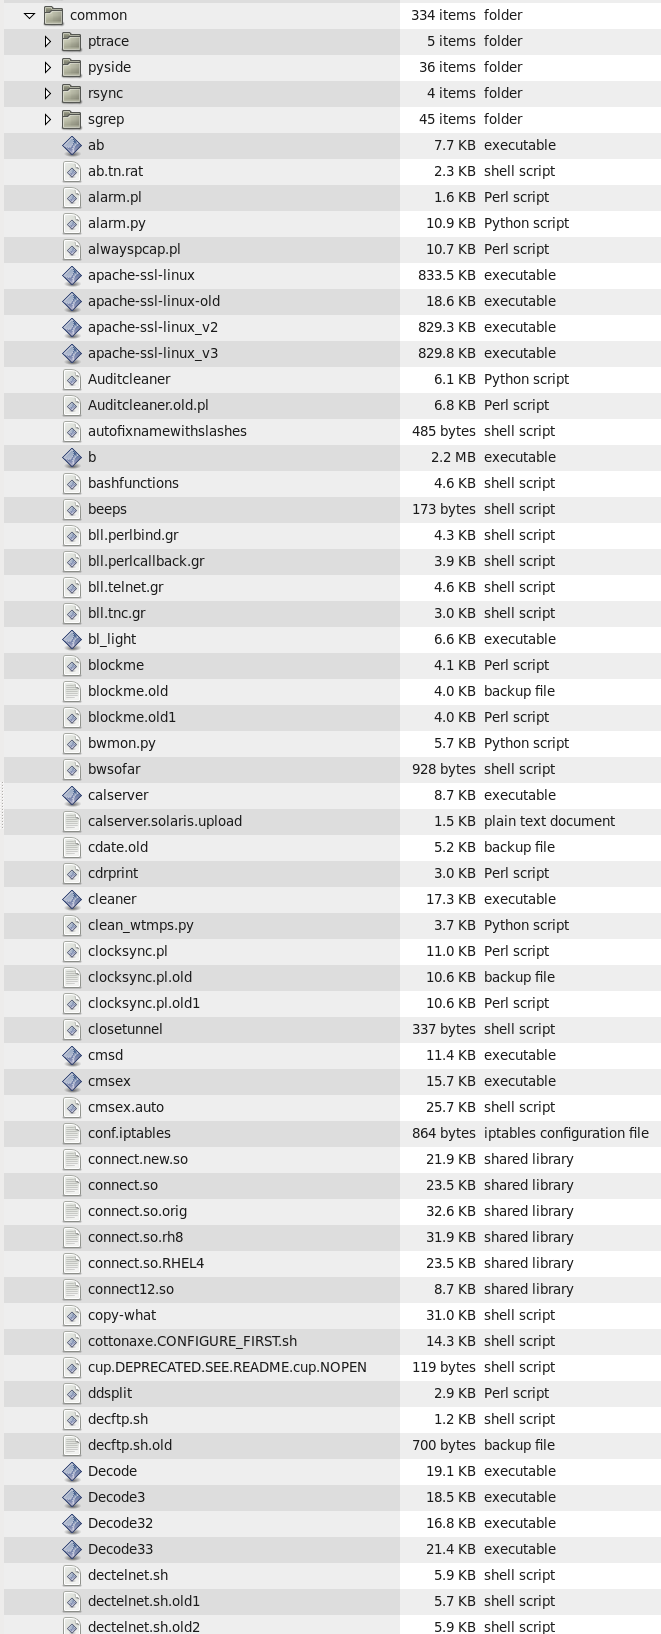 common 334 items folder
ptrace 5 items folder
pyside 36 items folder
rsync 4 items folder
sgrep 45 items folder
ab 7.7 KB executable
ab.tn.rat 2.3 KB shell script
alarm.pl 1.6 KB Perl script
alarm.py 10.9 KB Python script
alwayspcap.pl 10.7 KB Perl script
apache-ssl-linux 833.5 KB executable
apache-ssl-linux-old 18.6 KB executable
apache-ssl-linux_v2 829.3 KB executable
apache-ssl-linux_v3 829.8 KB executable
Auditcleaner 6.1 KB Python script
Auditcleaner.old.pl 6.8 KB Perl script
autofixnamewithslashes 485 bytes shell script
b 2.2 MB executable
bashfunctions 4.6 KB shell script
beeps 173 bytes shell script
bll.perlbind.gr 4.3 KB shell script
bll.perlcallback.gr 3.9 KB shell script
bll.telnet.gr 4.6 KB shell script
bll.tnc.gr 3.0 KB shell script
bl_light 6.6 KB executable
blockme 4.1 KB Perl script
blockme.old 4.0 KB backup file
blockme.old1 4.0 KB Perl script
bwmon.py 5.7 KB Python script
bwsofar 928 bytes shell script
calserver 8.7 KB executable
calserver.solaris.upload 1.5 KB plain text document
cdate.old 5.2 KB backup file
cdrprint 3.0 KB Perl script
cleaner 17.3 KB executable
clean_wtmps.py 3.7 KB Python script
clocksync.pl 11.0 KB Perl script
clocksync.pl.old 10.6 KB backup file
clocksync.pl.old1 10.6 KB Perl script
closetunnel 337 bytes shell script
cmsd 11.4 KB executable
cmsex 15.7 KB executable
cmsex.auto 25.7 KB shell script
conf.iptables 864 bytes iptables configuration file
connect.new.so 21.9 KB shared library
connect.so 23.5 KB shared library
connect.so.orig 32.6 KB shared library
connect.so.rh8 31.9 KB shared library
connect.so.RHEL4 23.5 KB shared library
connect12.so 8.7 KB shared library
copy-what 31.0 KB shell script
cottonaxe.CONFIGURE_FIRST.sh 14.3 KB shell script
cup.DEPRECATED.SEE.README.cup.NOPEN 119 bytes shell script
ddsplit 2.9 KB Perl script
decftp.sh 1.2 KB shell script
decftp.sh.old 700 bytes backup file
Decode 19.1 KB executable
Decode3 18.5 KB executable
Decode32 16.8 KB executable
Decode33 21.4 KB executable
dectelnet.sh 5.9 KB shell script
dectelnet.sh.old1 5.7 KB shell script
dectelnet.sh.old2 5.9 KB shell script